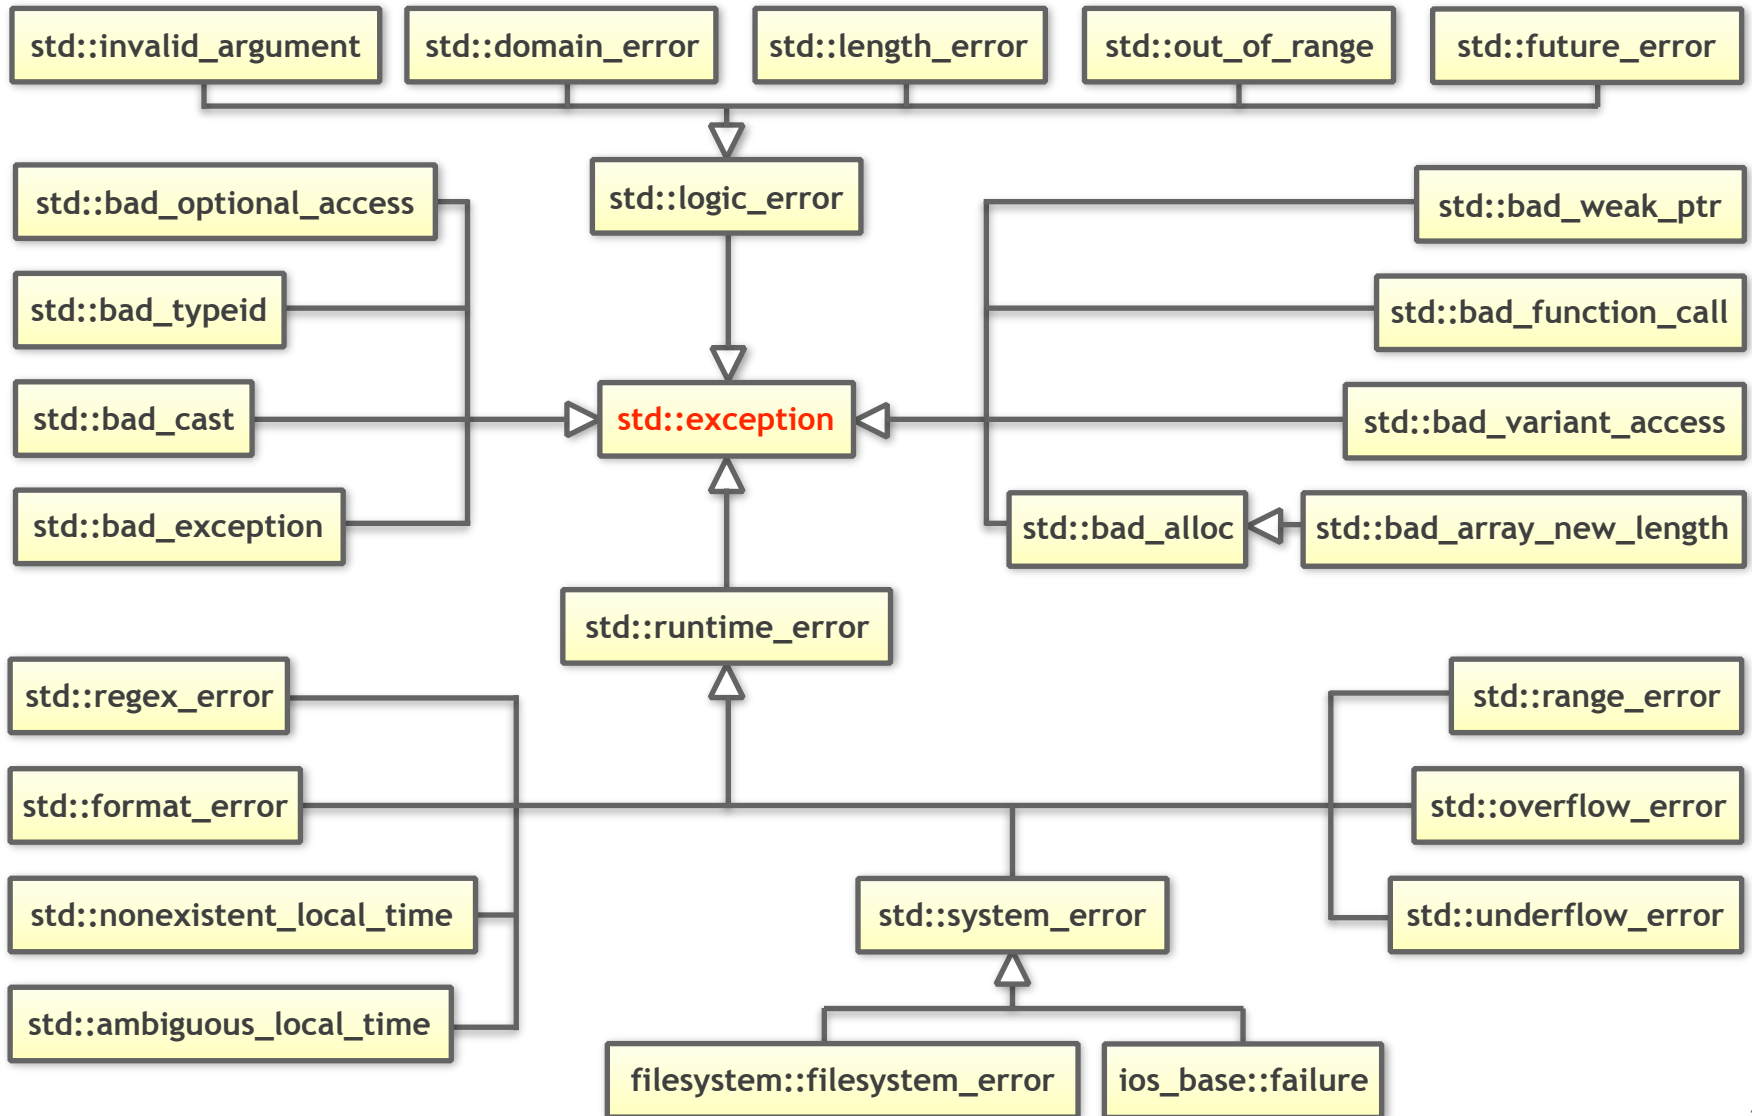 std::invalid_argument
std::domain_error
std::length_error
std::out_of_range
std::future_error
std::bad_optional_access
std::logic_error
std::bad_weak_ptr
std::bad_typeid
std::bad_function_call
std::bad_cast
std::exception
std::bad_variant_access
std::bad_exception
std::bad_alloc
std::bad_array_new_length
std::runtime_error
std::regex_error
std::range_error
std::format_error
std::overflow_error
std::nonexistent_local_time
std::system_error
std::underflow_error
std::ambiguous_local_time
filesystem::filesystem_error
ios_base::failure